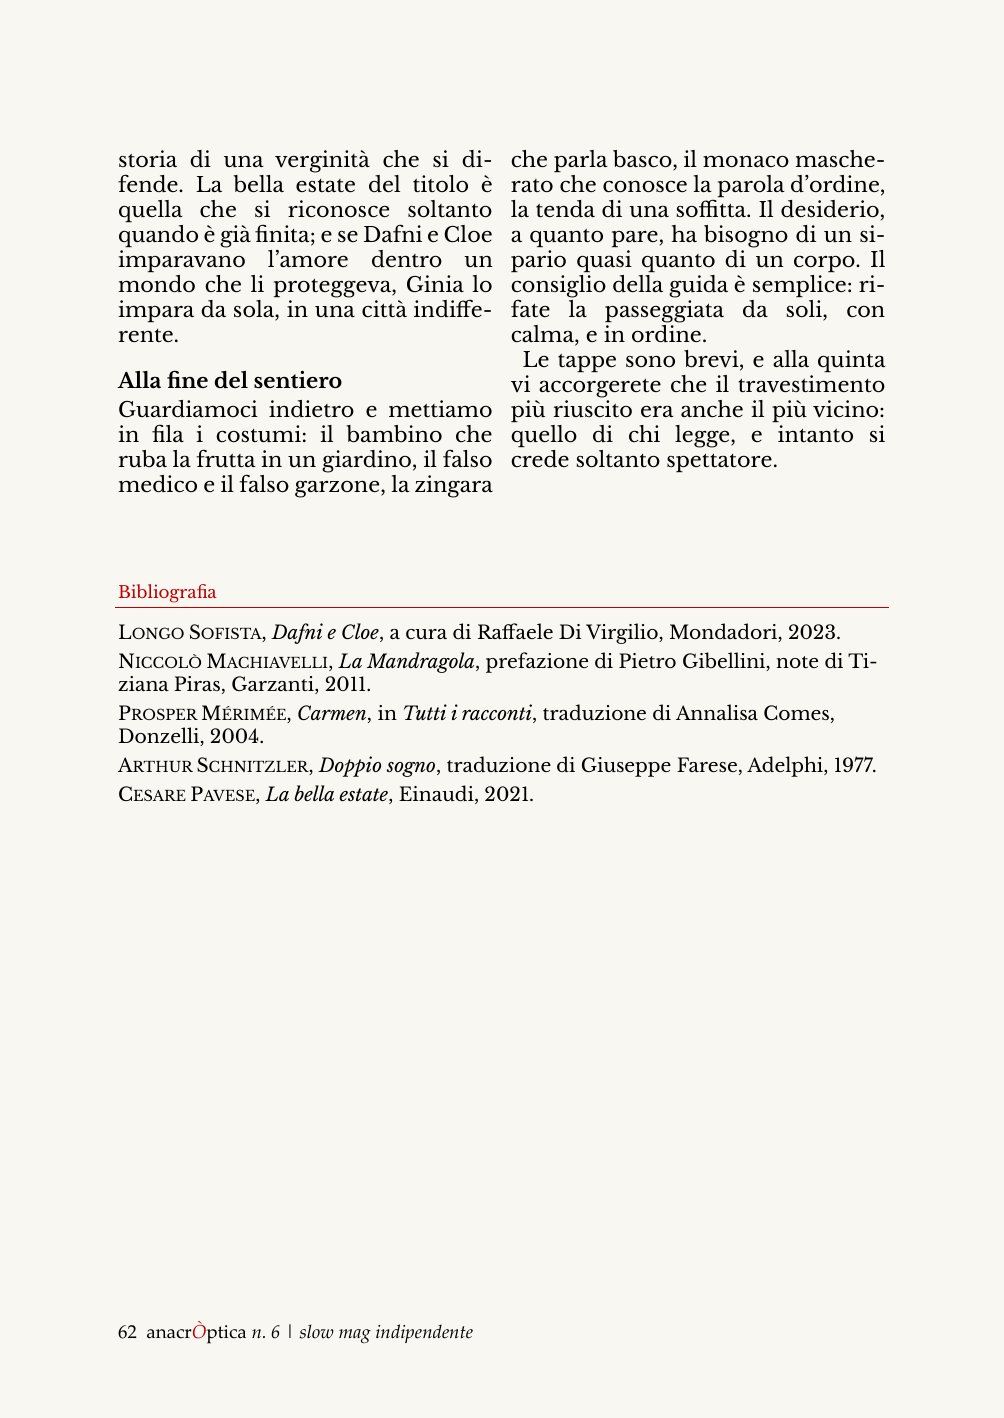 storia di una verginità che si di-
fende. La bella estate del titolo è
quella che si riconosce soltanto
quando è già finita; e se Dafni e Cloe
imparavano l’amore dentro un
mondo che li proteggeva, Ginia lo
impara da sola, in una città indiffe-
rente.
Alla fine del sentiero
Guardiamoci indietro e mettiamo
in fila i costumi: il bambino che
ruba la frutta in un giardino, il falso
medico e il falso garzone, la zingara
che parla basco, il monaco masche-
rato che conosce la parola d’ordine,
la tenda di una soffitta. Il desiderio,
a quanto pare, ha bisogno di un si-
pario quasi quanto di un corpo. Il
consiglio della guida è semplice: ri-
fate la passeggiata da soli, con
calma, e in ordine.
Le tappe sono brevi, e alla quinta
vi accorgerete che il travestimento
più riuscito era anche il più vicino:
quello di chi legge, e intanto si
crede soltanto spettatore.
Bibliografia
LONGO SOFISTA, Dafni e Cloe, a cura di Raffaele Di Virgilio, Mondadori, 2023.
NICCOLÒ MACHIAVELLI, La Mandragola, prefazione di Pietro Gibellini, note di Ti-
ziana Piras, Garzanti, 2011.
PROSPER MÉRIMÉE, Carmen, in Tutti i racconti, traduzione di Annalisa Comes,
Donzelli, 2004.
ARTHUR SCHNITZLER, Doppio sogno, traduzione di Giuseppe Farese, Adelphi, 1977.
CESARE PAVESE, La bella estate, Einaudi, 2021.
62 anacrÒptica n. 6 | slow mag indipendente